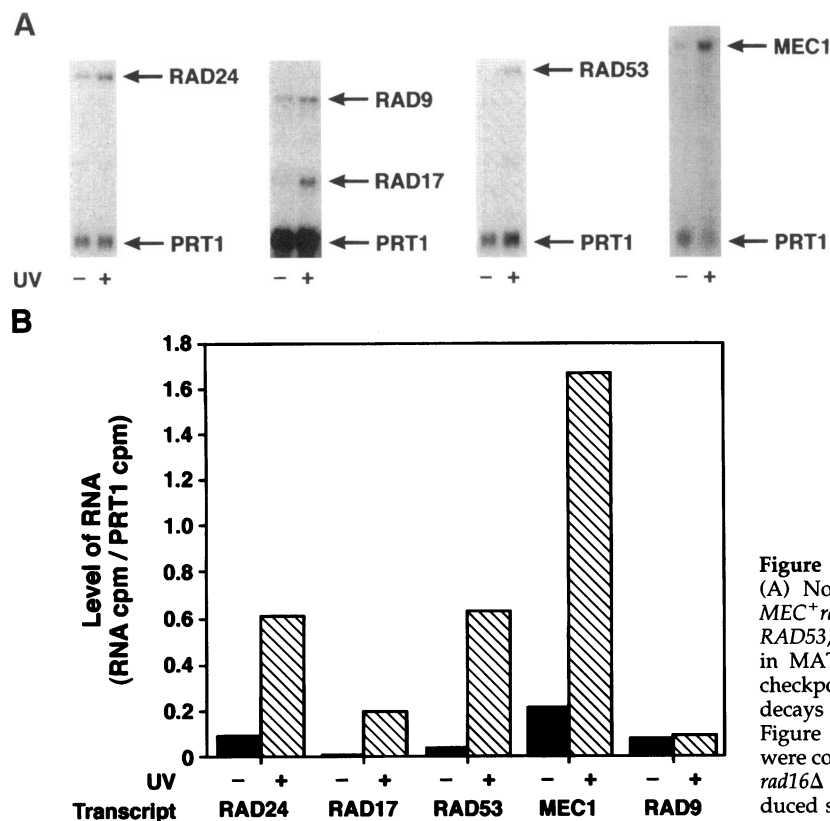 A
RAD24
PRT1
RAD9
RAD17
PRT1
RAD53
PRT1
MEC1
PRT1
UV − + − + − + − +
B
Level of RNA
(RNA cpm / PRT1 cpm)
1.8
1.6
1.4
1.2
1.0
0.8
0.6
0.4
0.2
0
UV − + − + − + − + − +
Transcript RAD24 RAD17 RAD53 MEC1 RAD9
Figure
(A) No
MEC+r
RAD53,
in MAT
checkpo
decays
Figure
were co
rad16Δ
duced s